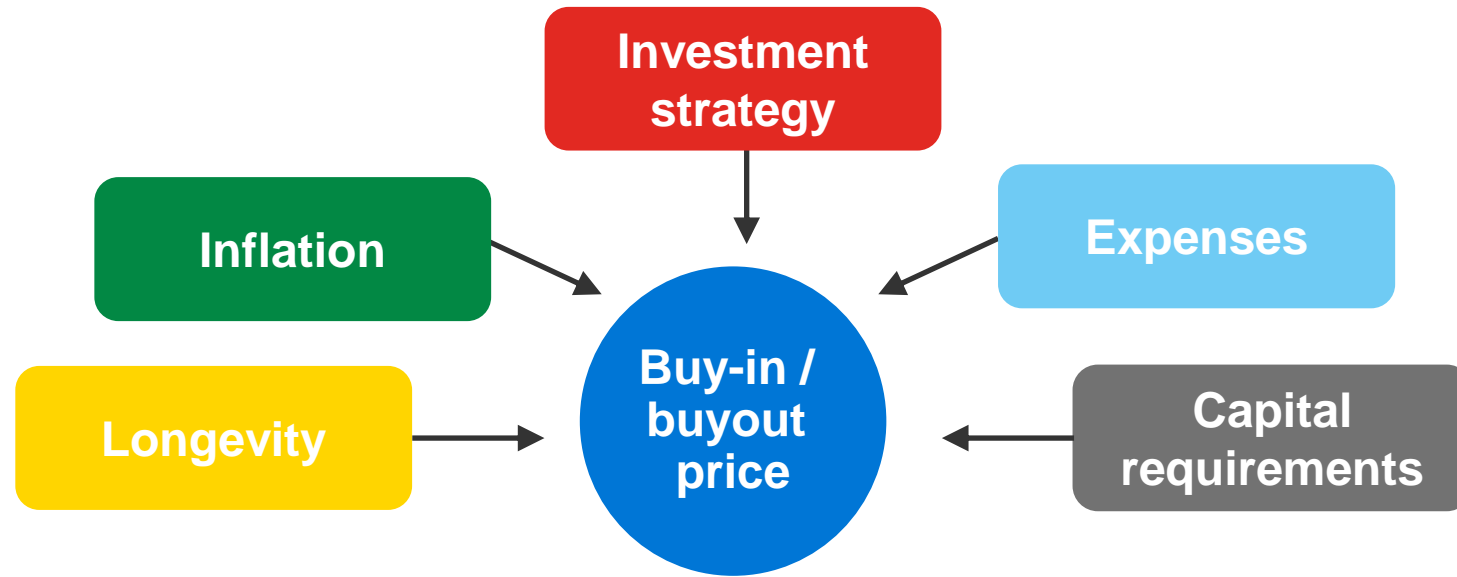 Investment
strategy
Inflation
Expenses
Longevity
Buy-in /
buyout
price
Capital
requirements